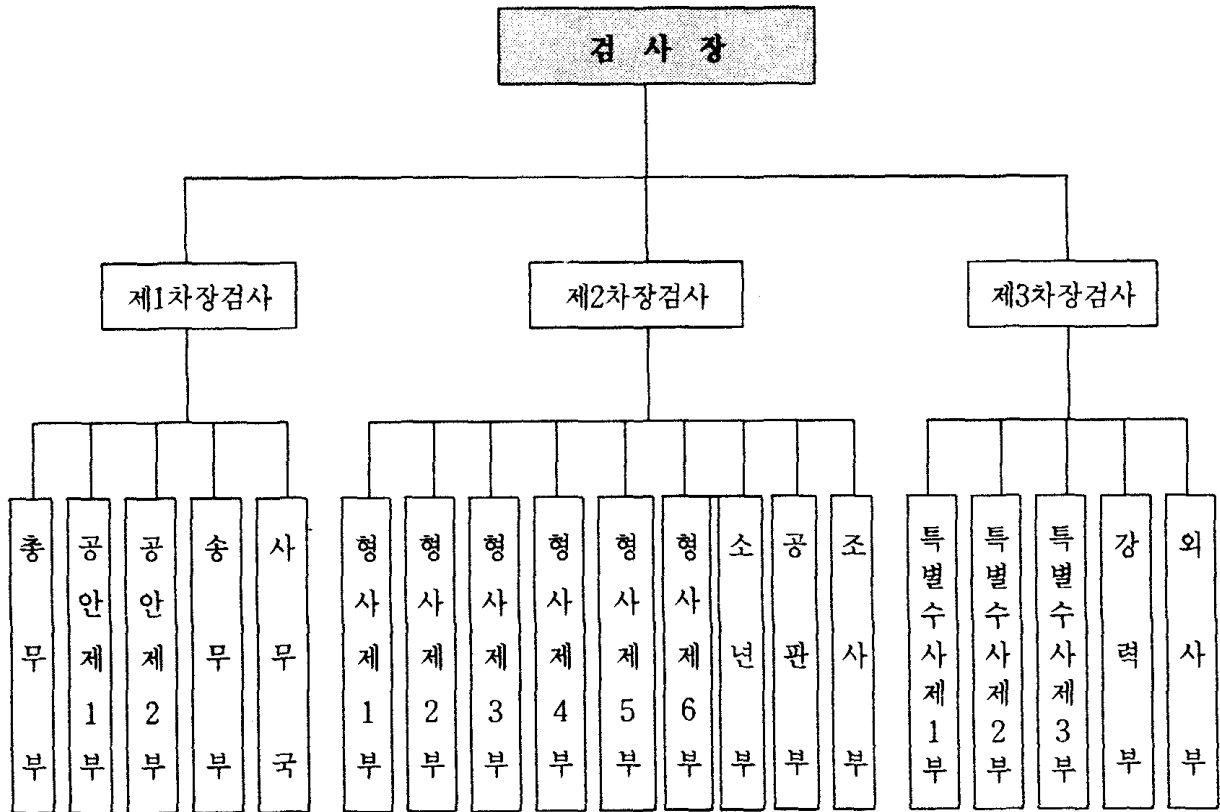 검 사 장
제1차장검사
제2차장검사
제3차장검사
총무부
공안제1부
공안제2부
송무부
사무국
형사제1부
형사제2부
형사제3부
형사제4부
형사제5부
형사제6부
소년부
공판부
조사부
특별수사제1부
특별수사제2부
특별수사제3부
강력부
외사부